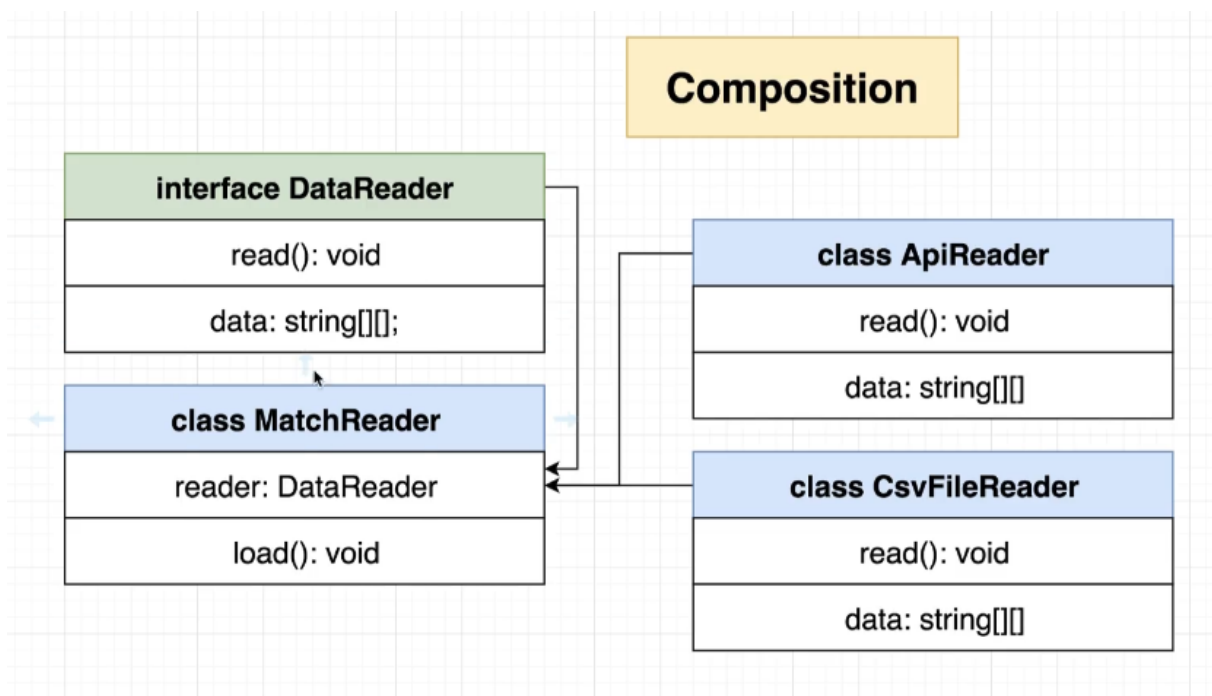 Composition
interface DataReader
read(): void
data: string[][];
class MatchReader
reader: DataReader
load(): void
class ApiReader
read(): void
data: string[][]
class CsvFileReader
read(): void
data: string[][]